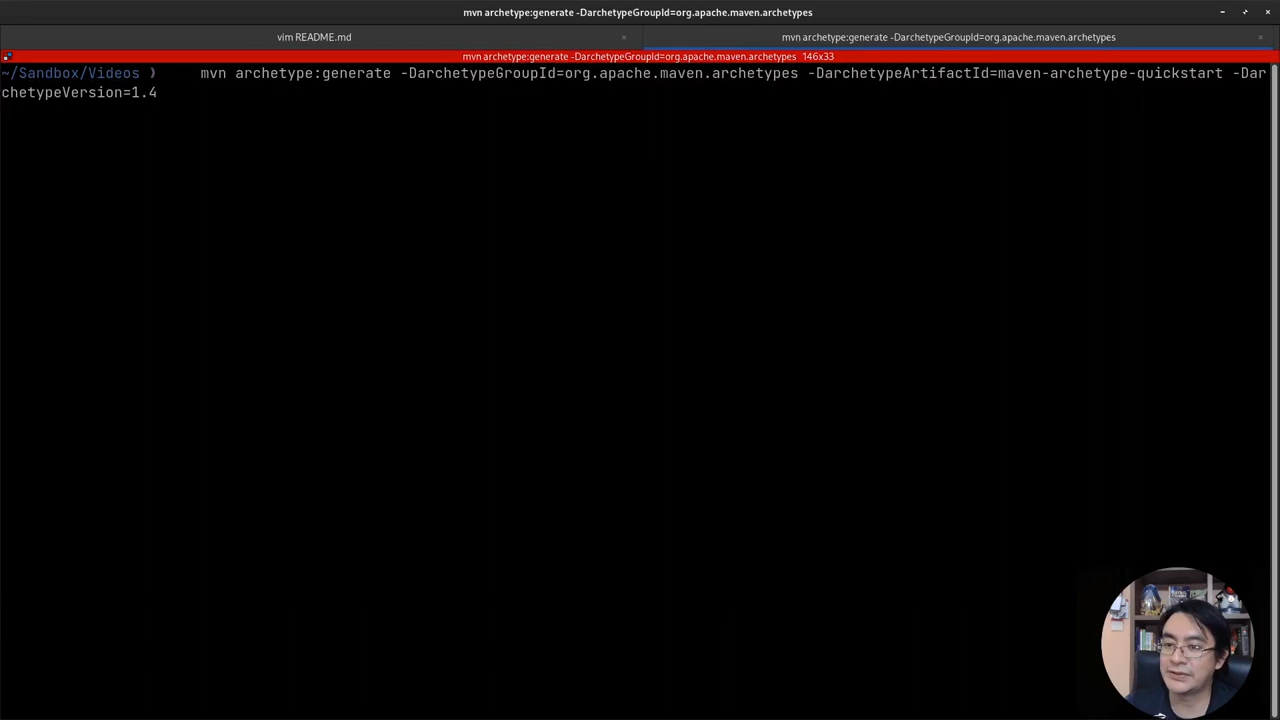 mvn archetype:generate -DarchetypeGroupId=org.apache.maven.archetypes
vim README.md
mvn archetype:generate -DarchetypeGroupId=org.apache.maven.archetypes
mvn archetype:generate -DarchetypeGroupId=org.apache.maven.archetypes 146x33
~/Sandbox/Videos ❯ mvn archetype:generate -DarchetypeGroupId=org.apache.maven.archetypes -DarchetypeArtifactId=maven-archetype-quickstart -Dar
chetypeVersion=1.4